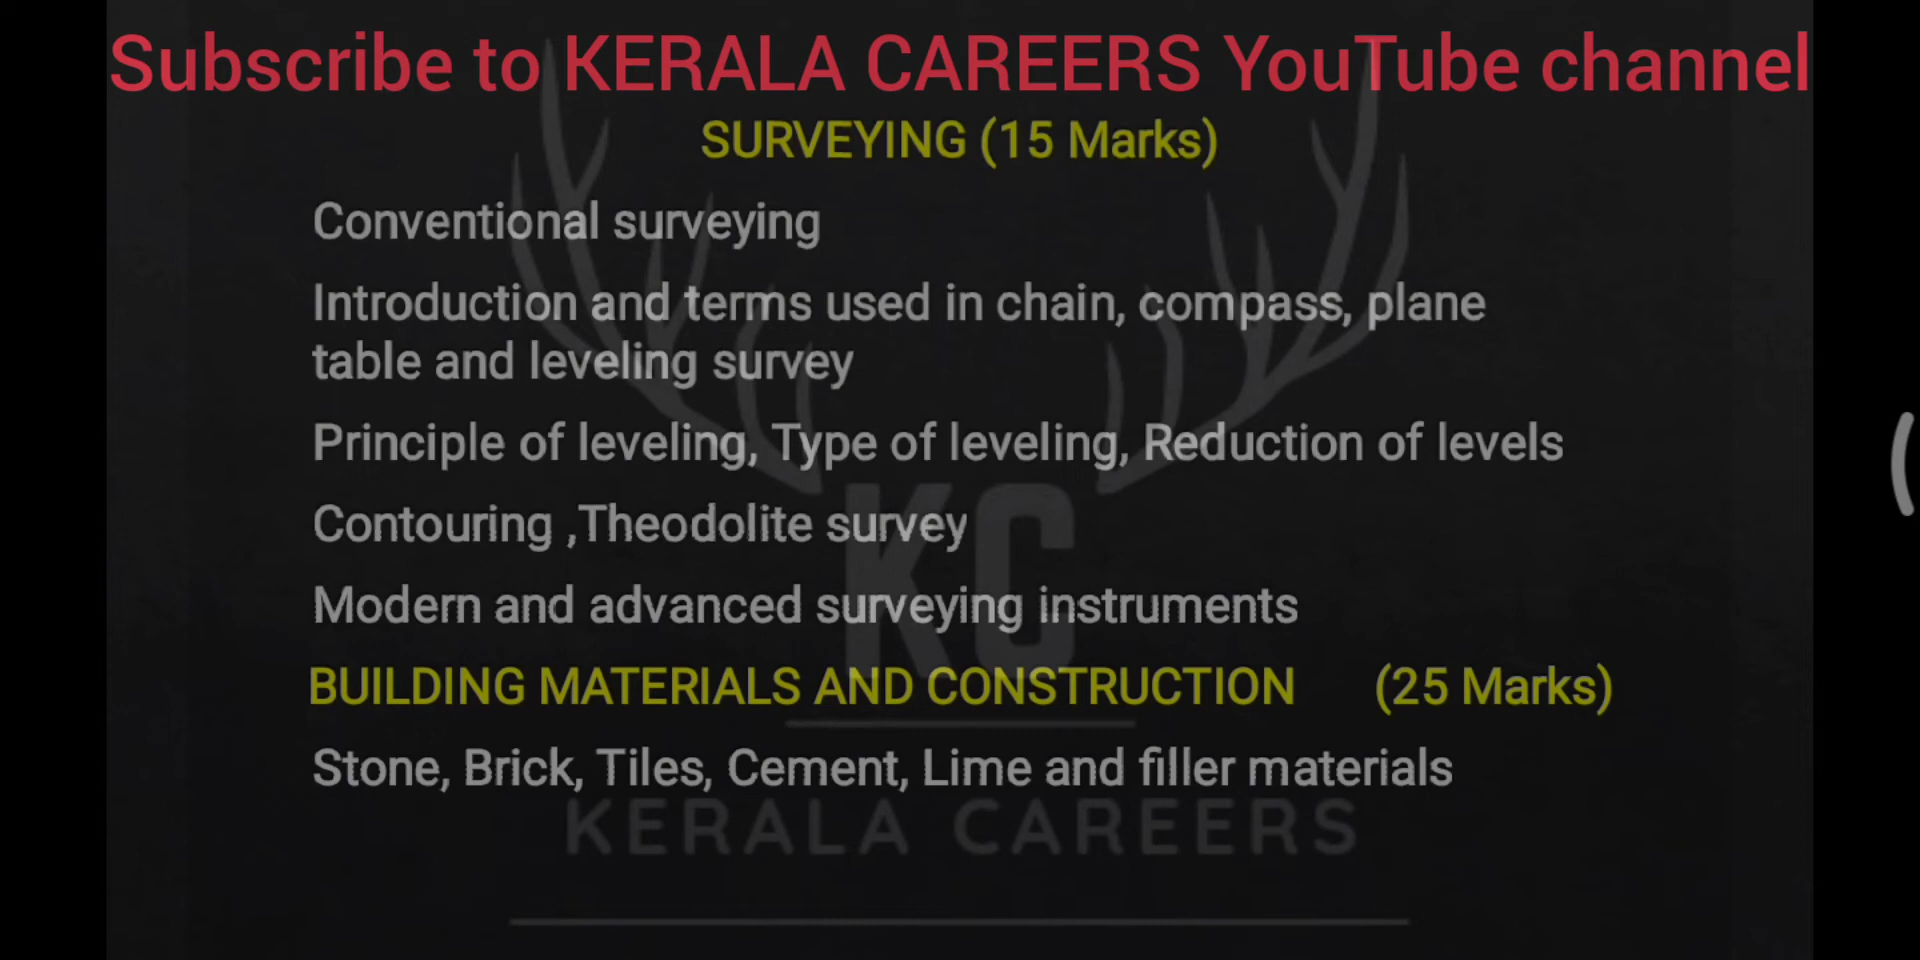 Subscribe to KERALA CAREERS YouTube channel
SURVEYING (15 Marks)
Conventional surveying
Introduction and terms used in chain, compass, plane
table and leveling survey
Principle of leveling, Type of leveling, Reduction of levels
Contouring ,Theodolite survey
KC
Modern and advanced surveying instruments
BUILDING MATERIALS AND CONSTRUCTION (25 Marks)
Stone, Brick, Tiles, Cement, Lime and filler materials
KERALA CAREERS